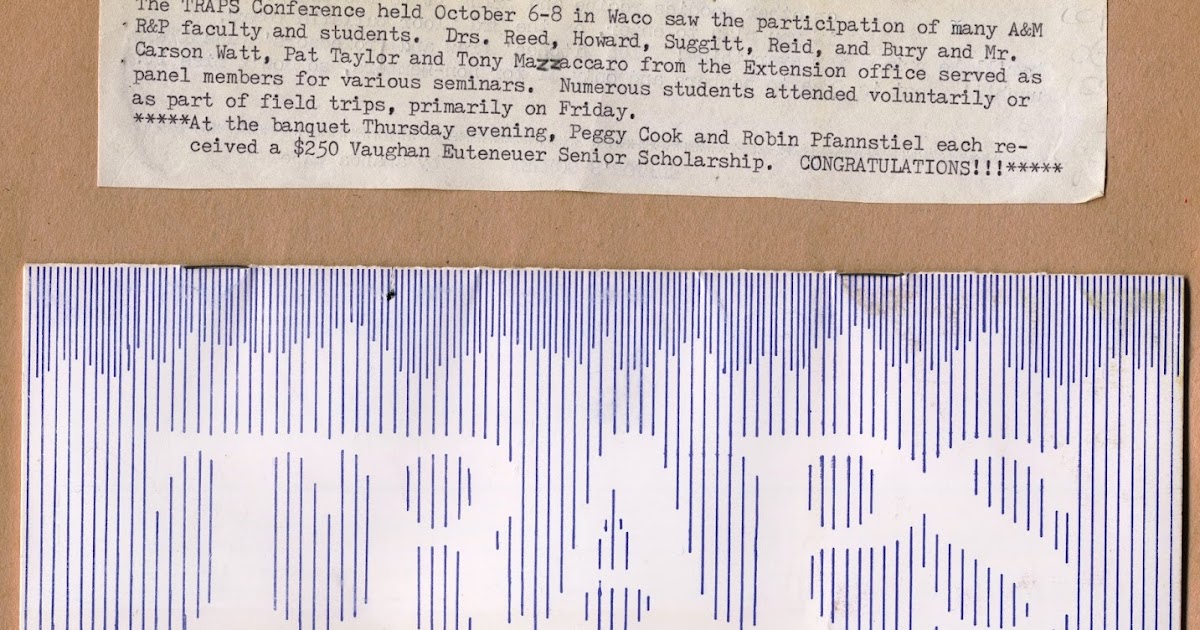 The TRAPS Conference held October 6-8 in Waco saw the participation of many A&M
R&P faculty and students. Drs. Reed, Howard, Suggitt, Reid, and Bury and Mr.
Carson Watt, Pat Taylor and Tony Mazzaccaro from the Extension office served as
panel members for various seminars. Numerous students attended voluntarily or
as part of field trips, primarily on Friday.
*****At the banquet Thursday evening, Peggy Cook and Robin Pfannstiel each re-
ceived a $250 Vaughan Euteneuer Senior Scholarship. CONGRATULATIONS!!!*****
TRAPS